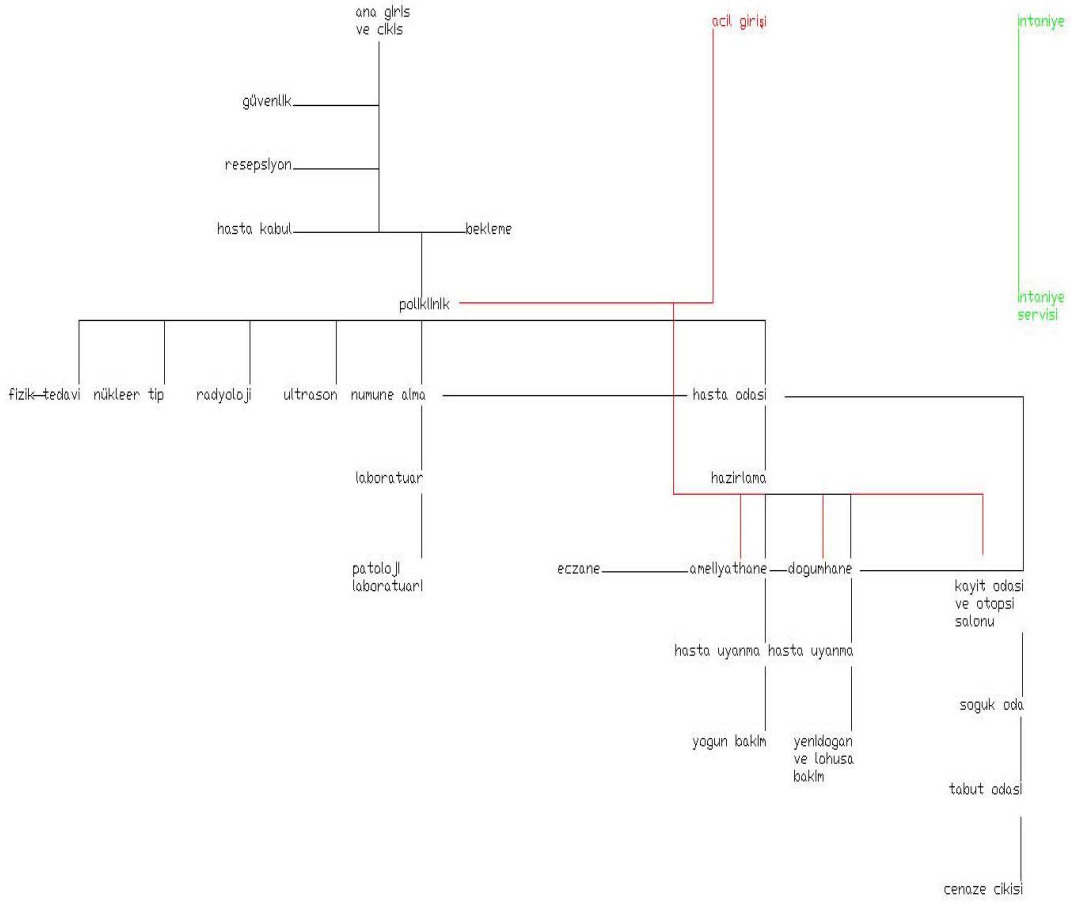 ana giris
ve cikis
acil girişi
intaniye
güvenlik
resepsiyon
hasta kabul
bekleme
poliklinik
intaniye
servisi
fizik tedavi
nükleer tip
radyoloji
ultrason
numune alma
hasta odasi
laboratuar
hazirlama
patoloji
laboratuari
eczane
ameliyathane
dogumhane
kayit odasi
ve otopsi
salonu
hasta uyanma
hasta uyanma
soguk oda
yogun bakim
yenidogan
ve lohusa
bakim
tabut odasi
cenaze cikisi